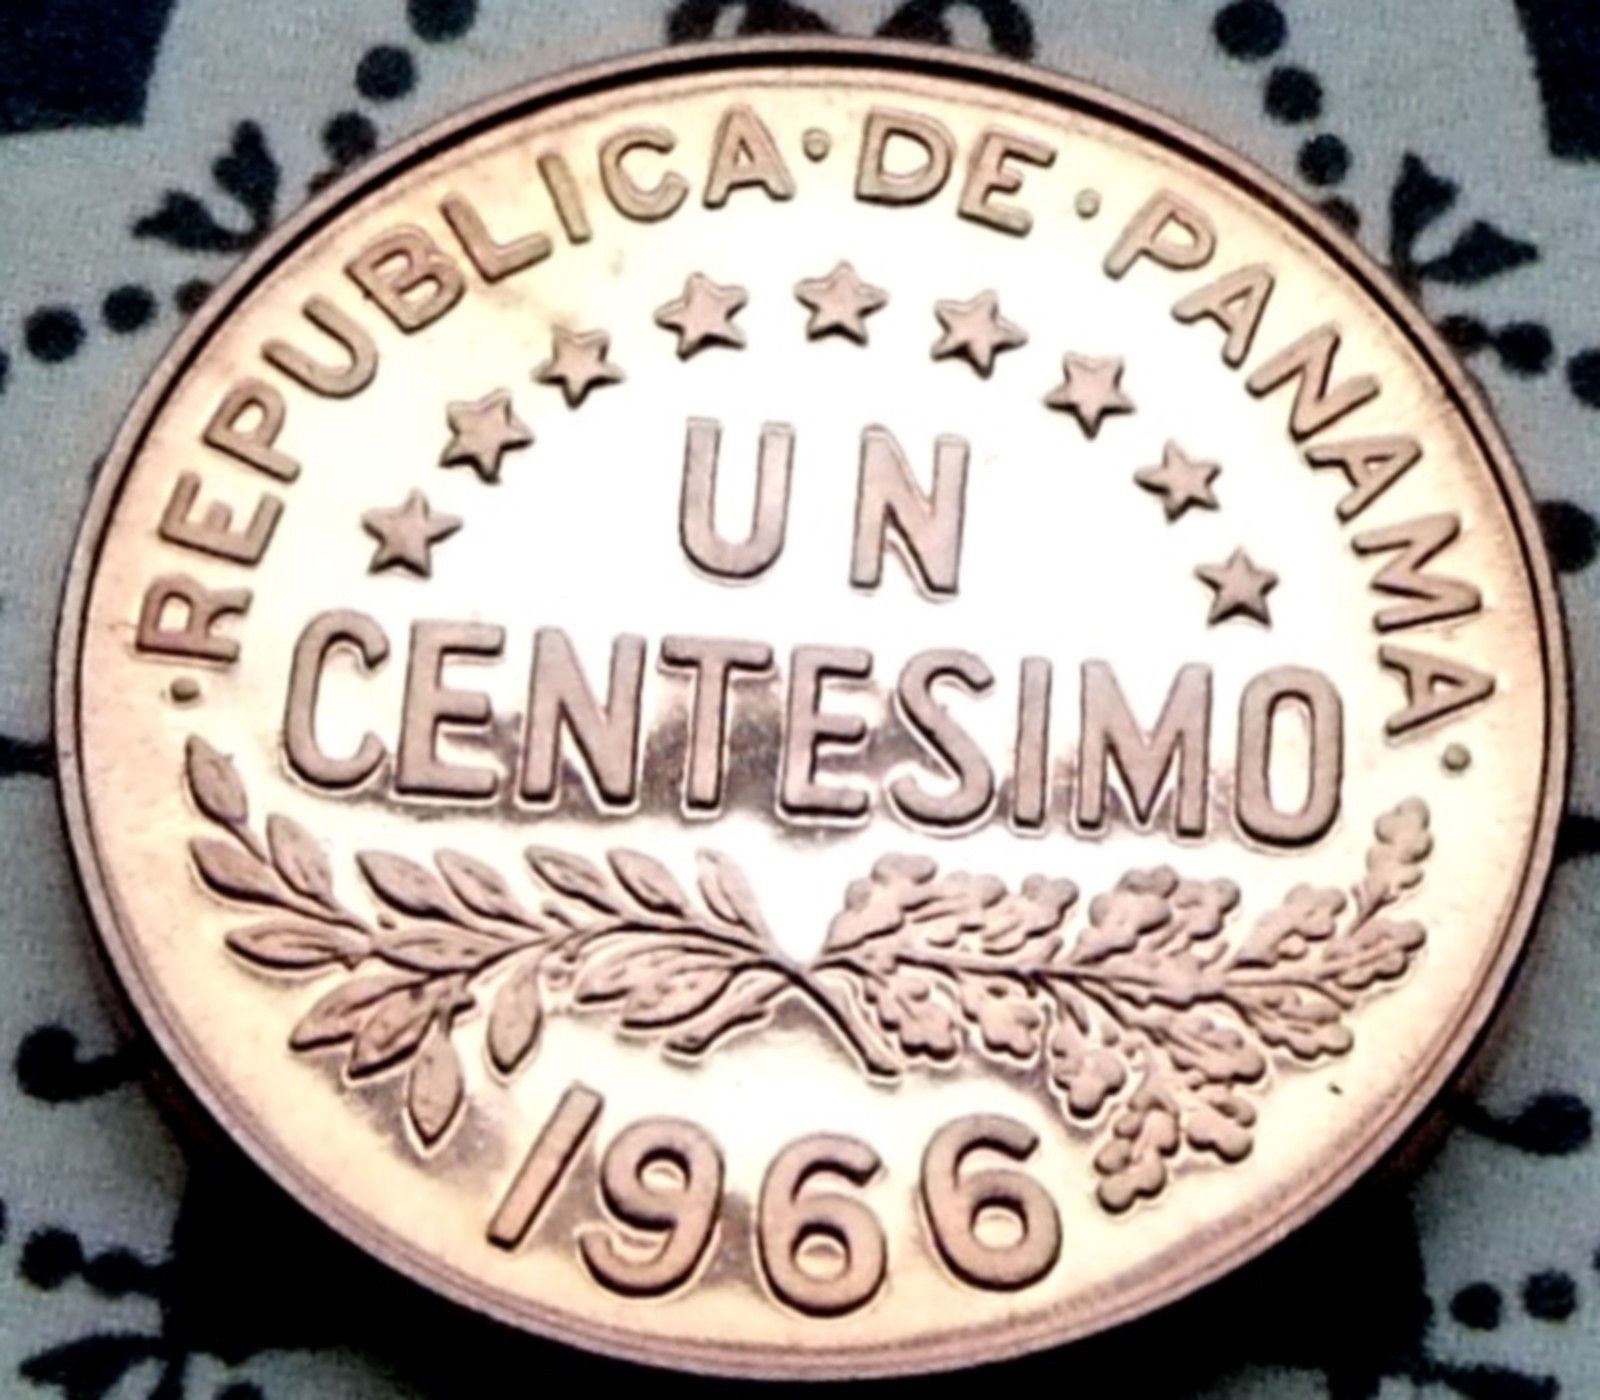 ·REPUBLICA·DE·PANAMA·
UN
CENTESIMO
1966